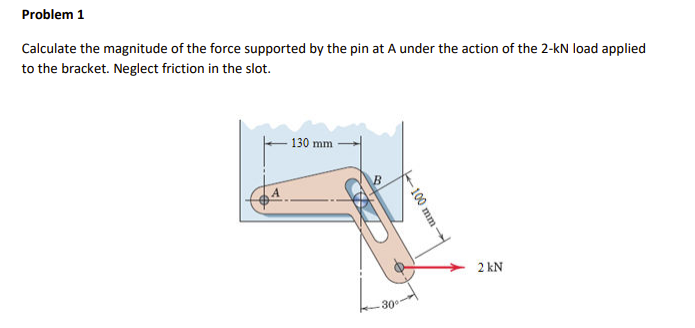 Problem 1
Calculate the magnitude of the force supported by the pin at A under the action of the 2-kN load applied
to the bracket. Neglect friction in the slot.
130 mm
B
A
100 mm
2 kN
30°